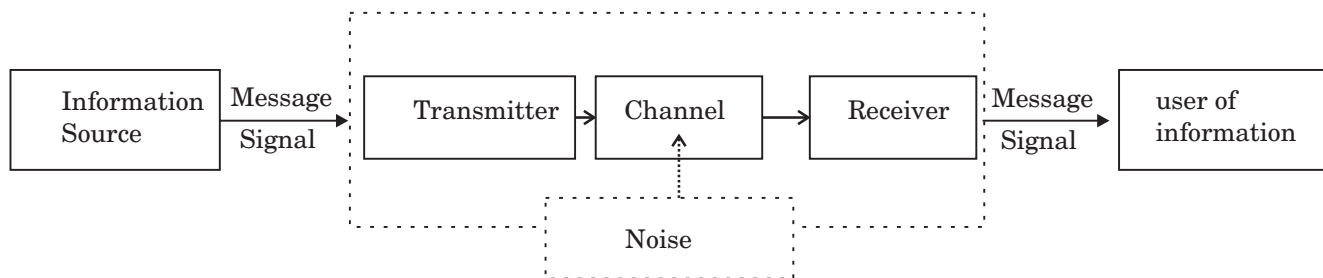 Information
Source
Message
Signal
Transmitter
Channel
Receiver
Message
Signal
user of
information
Noise